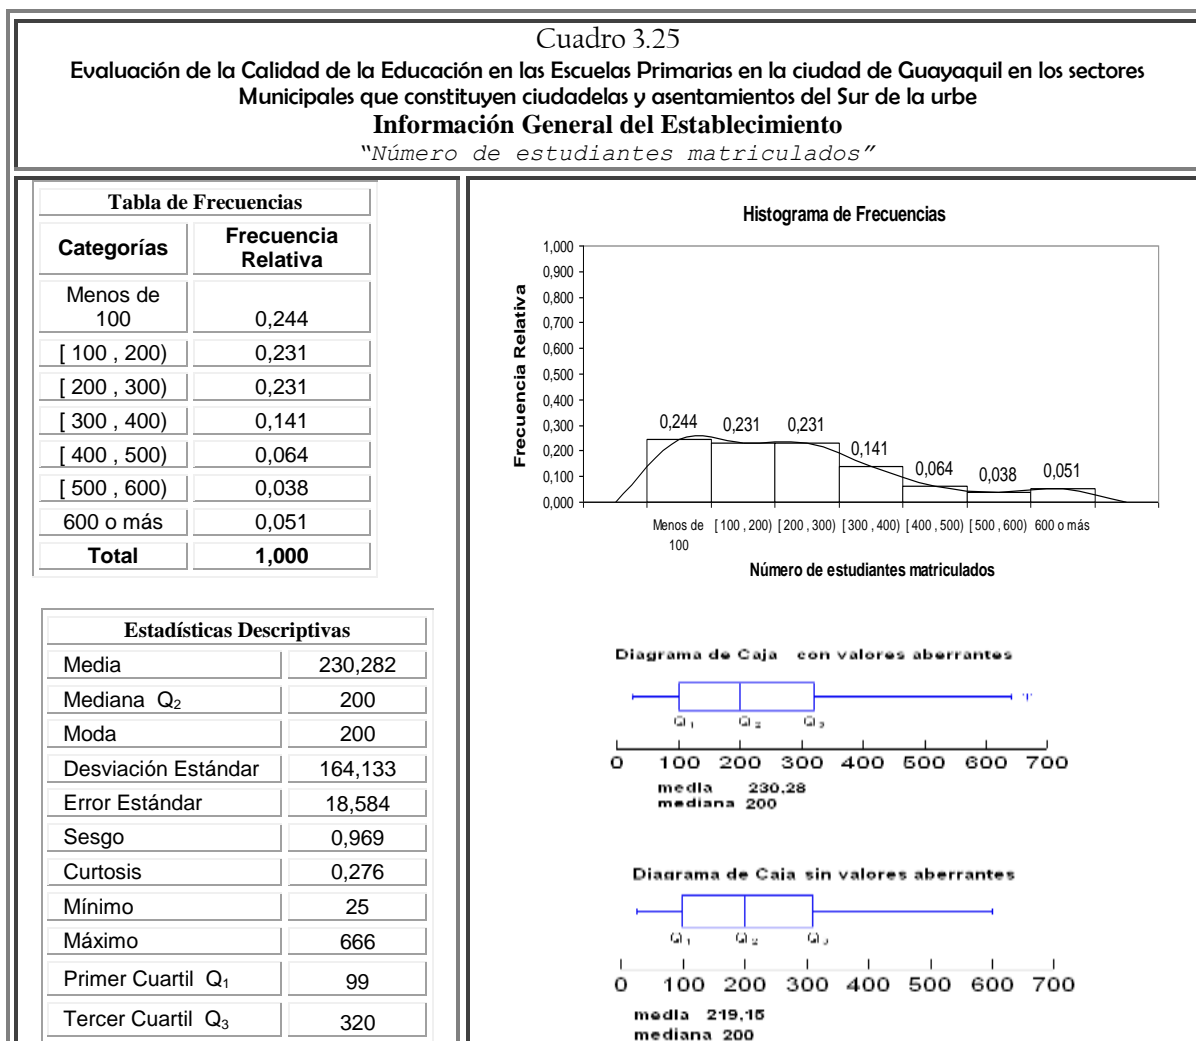 Cuadro 3.25
Evaluación de la Calidad de la Educación en las Escuelas Primarias en la ciudad de Guayaquil en los sectores
Municipales que constituyen ciudadelas y asentamientos del Sur de la urbe
Información General del Establecimiento
"Número de estudiantes matriculados"
Tabla de Frecuencias
Categorías Frecuencia
Relativa
Menos de
100 0,244
[ 100 , 200) 0,231
[ 200 , 300) 0,231
[ 300 , 400) 0,141
[ 400 , 500) 0,064
[ 500 , 600) 0,038
600 o más 0,051
Total 1,000
Estadísticas Descriptivas
Media 230,282
Mediana Q2 200
Moda 200
Desviación Estándar 164,133
Error Estándar 18,584
Sesgo 0,969
Curtosis 0,276
Mínimo 25
Máximo 666
Primer Cuartil Q1 99
Tercer Cuartil Q3 320
Histograma de Frecuencias
Frecuencia Relativa
1,000
0,900
0,800
0,700
0,600
0,500
0,400
0,300
0,200
0,100
0,000
0,244 0,231 0,231 0,141 0,064 0,038 0,051
Menos de [ 100 , 200) [ 200 , 300) [ 300 , 400) [ 400 , 500) [ 500 , 600) 600 o más
100
Número de estudiantes matriculados
Diagrama de Caja con valores aberrantes
Q1 Q2 Q3
0 100 200 300 400 500 600 700
media 230,28
mediana 200
Diagrama de Caja sin valores aberrantes
Q1 Q2 Q3
0 100 200 300 400 500 600 700
media 219,15
mediana 200